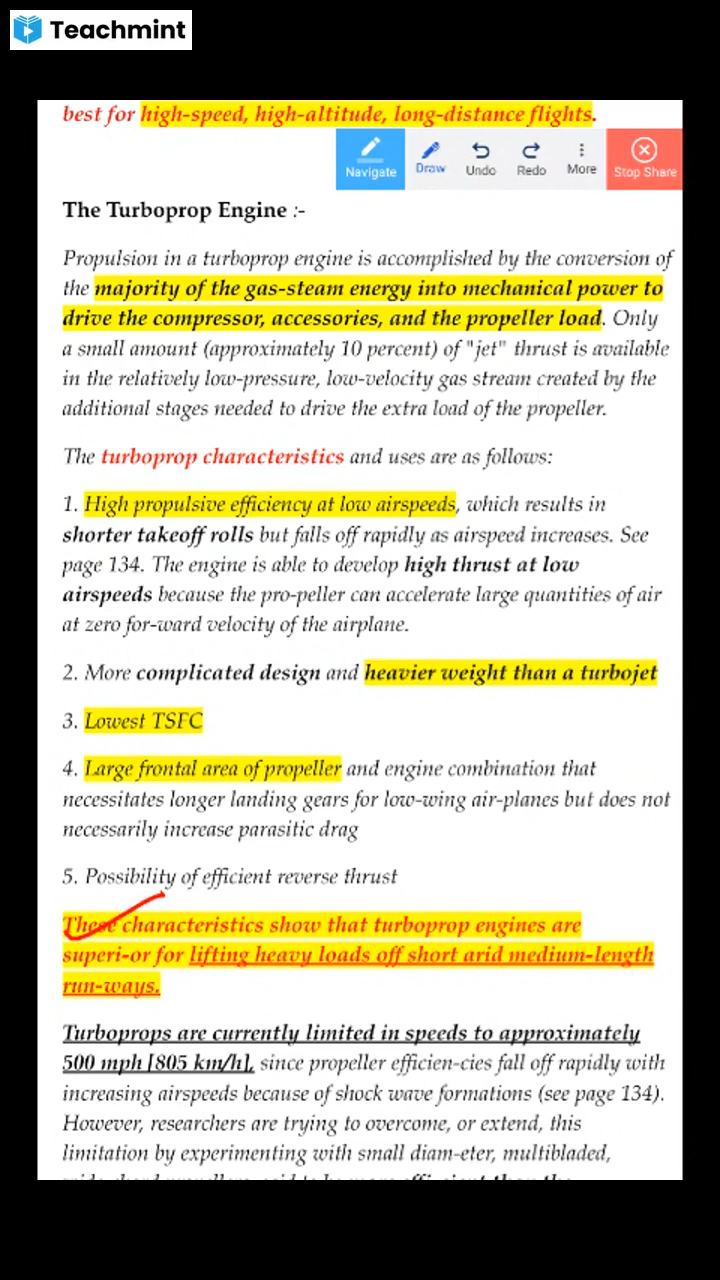 Teachmint
best for high-speed, high-altitude, long-distance flights.
Navigate Draw Undo Redo More Stop Share
The Turboprop Engine :-
Propulsion in a turboprop engine is accomplished by the conversion of
the majority of the gas-steam energy into mechanical power to
drive the compressor, accessories, and the propeller load. Only
a small amount (approximately 10 percent) of "jet" thrust is available
in the relatively low-pressure, low-velocity gas stream created by the
additional stages needed to drive the extra load of the propeller.
The turboprop characteristics and uses are as follows:
1. High propulsive efficiency at low airspeeds, which results in
shorter takeoff rolls but falls off rapidly as airspeed increases. See
page 134. The engine is able to develop high thrust at low
airspeeds because the pro-peller can accelerate large quantities of air
at zero for-ward velocity of the airplane.
2. More complicated design and heavier weight than a turbojet
3. Lowest TSFC
4. Large frontal area of propeller and engine combination that
necessitates longer landing gears for low-wing air-planes but does not
necessarily increase parasitic drag
5. Possibility of efficient reverse thrust
These characteristics show that turboprop engines are
superi-or for lifting heavy loads off short arid medium-length
run-ways.
Turboprops are currently limited in speeds to approximately
500 mph [805 km/h], since propeller efficien-cies fall off rapidly with
increasing airspeeds because of shock wave formations (see page 134).
However, researchers are trying to overcome, or extend, this
limitation by experimenting with small diam-eter, multibladed,